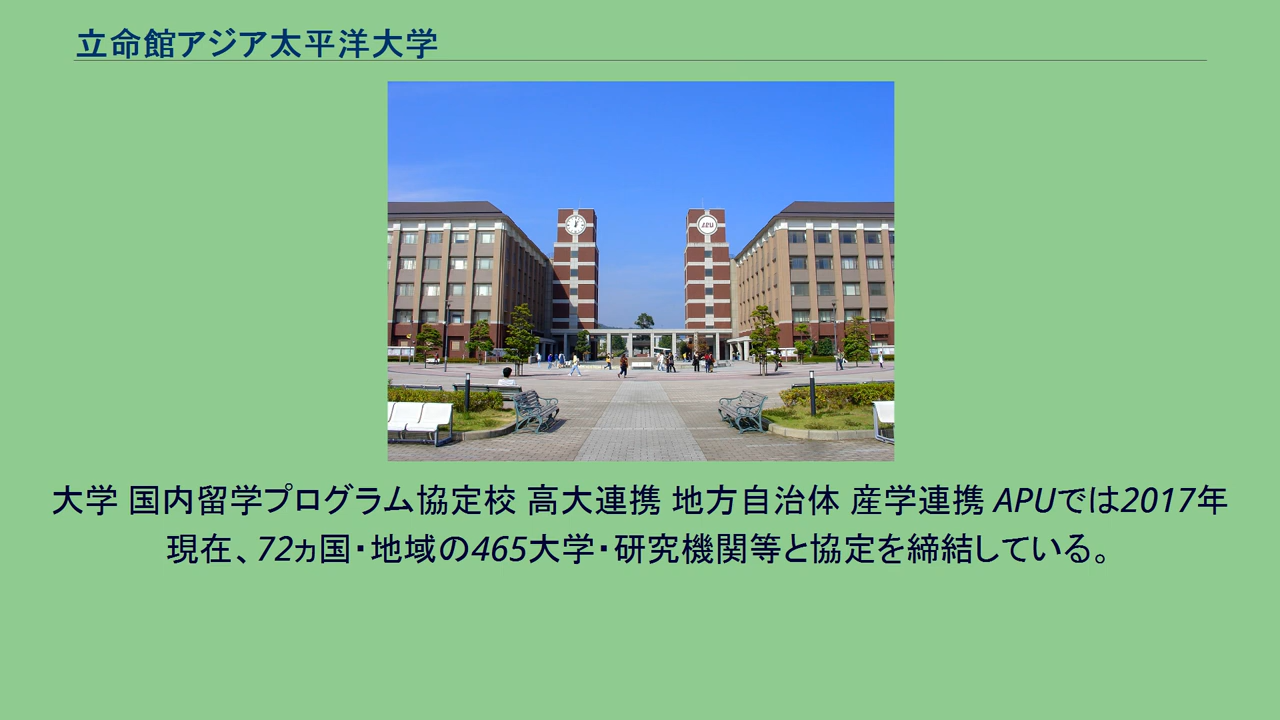 立命館アジア太平洋大学
APU
大学 国内留学プログラム協定校 高大連携 地方自治体 産学連携 APUでは2017年
現在、72ヵ国・地域の465大学・研究機関等と協定を締結している。